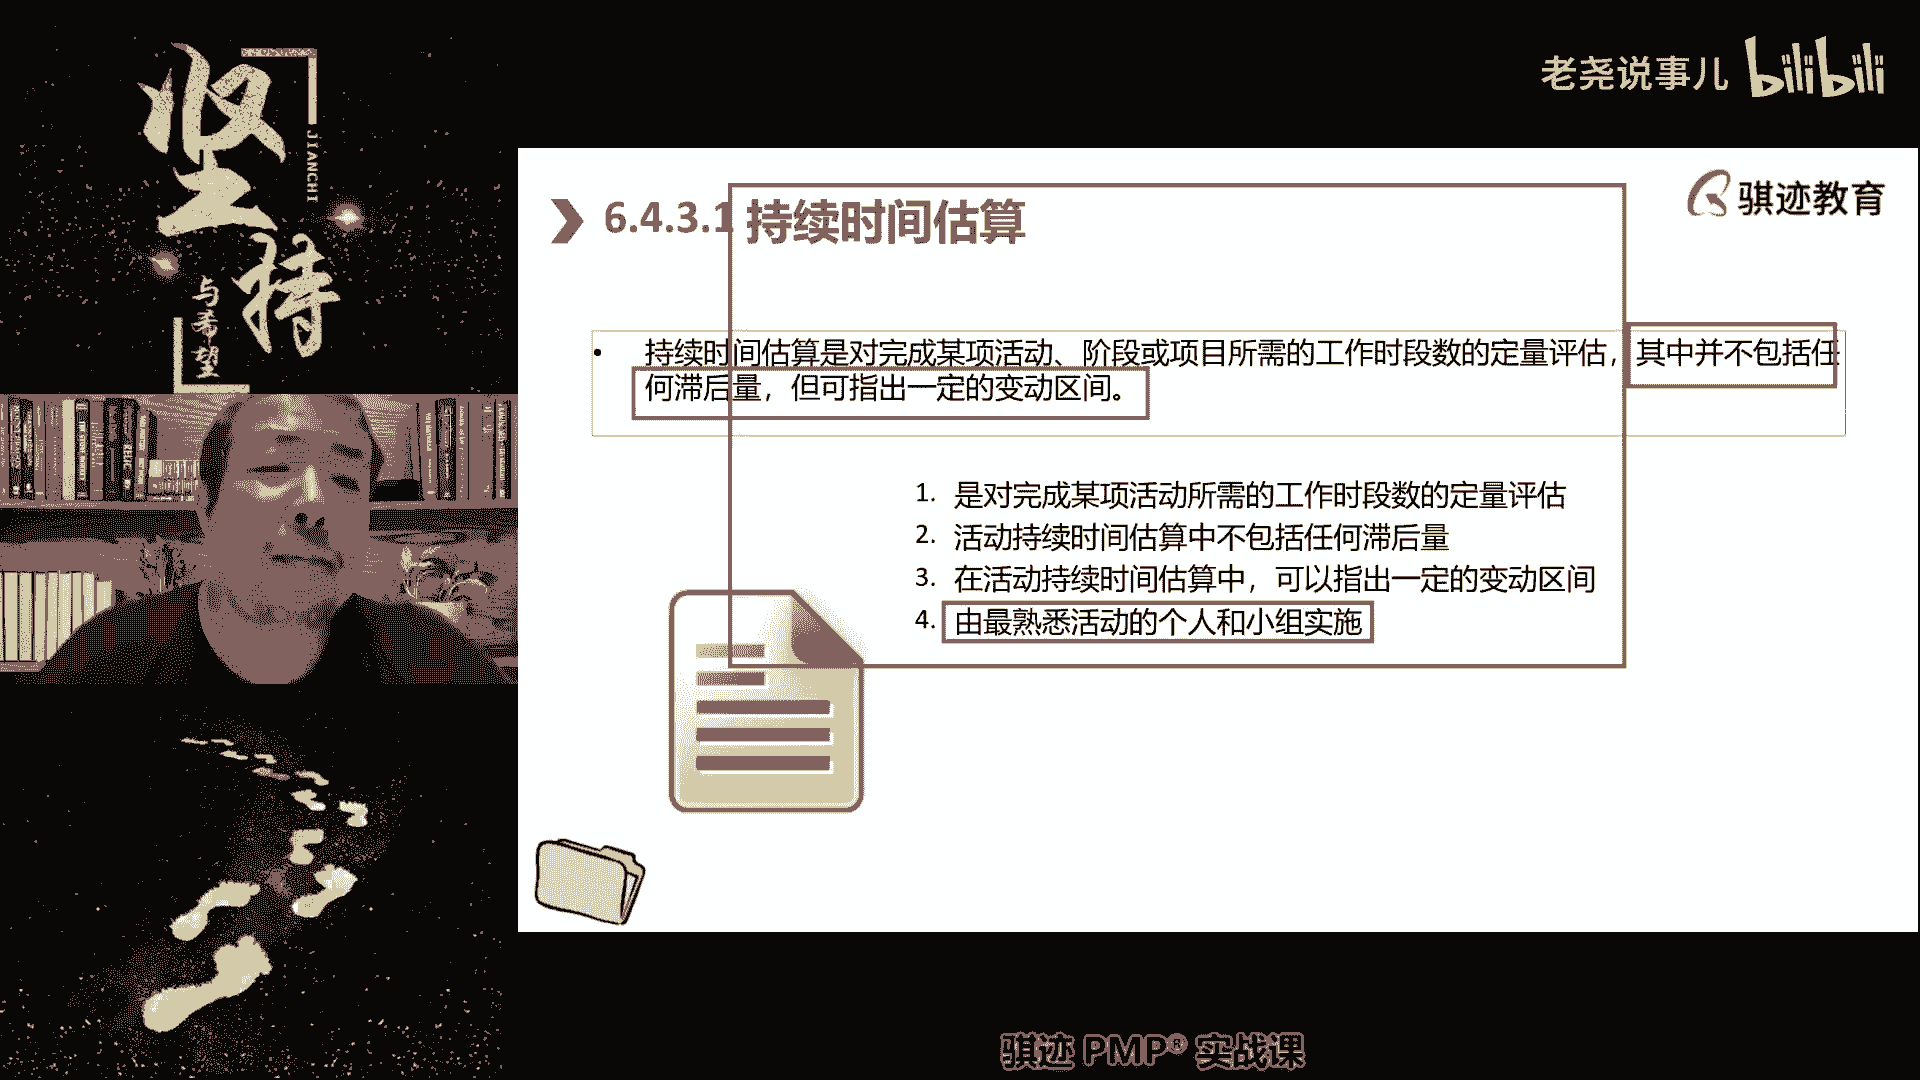 坚持
JIANCHI
与希望
老尧说事儿 bilibili
骐迹教育
6.4.3.1 持续时间估算
• 持续时间估算是对完成某项活动、阶段或项目所需的工作时段数的定量评估，其中并不包括任
何滞后量，但可指出一定的变动区间。
1. 是对完成某项活动所需的工作时段数的定量评估
2. 活动持续时间估算中不包括任何滞后量
3. 在活动持续时间估算中，可以指出一定的变动区间
4. 由最熟悉活动的个人和小组实施
骐迹 PMP® 实战课